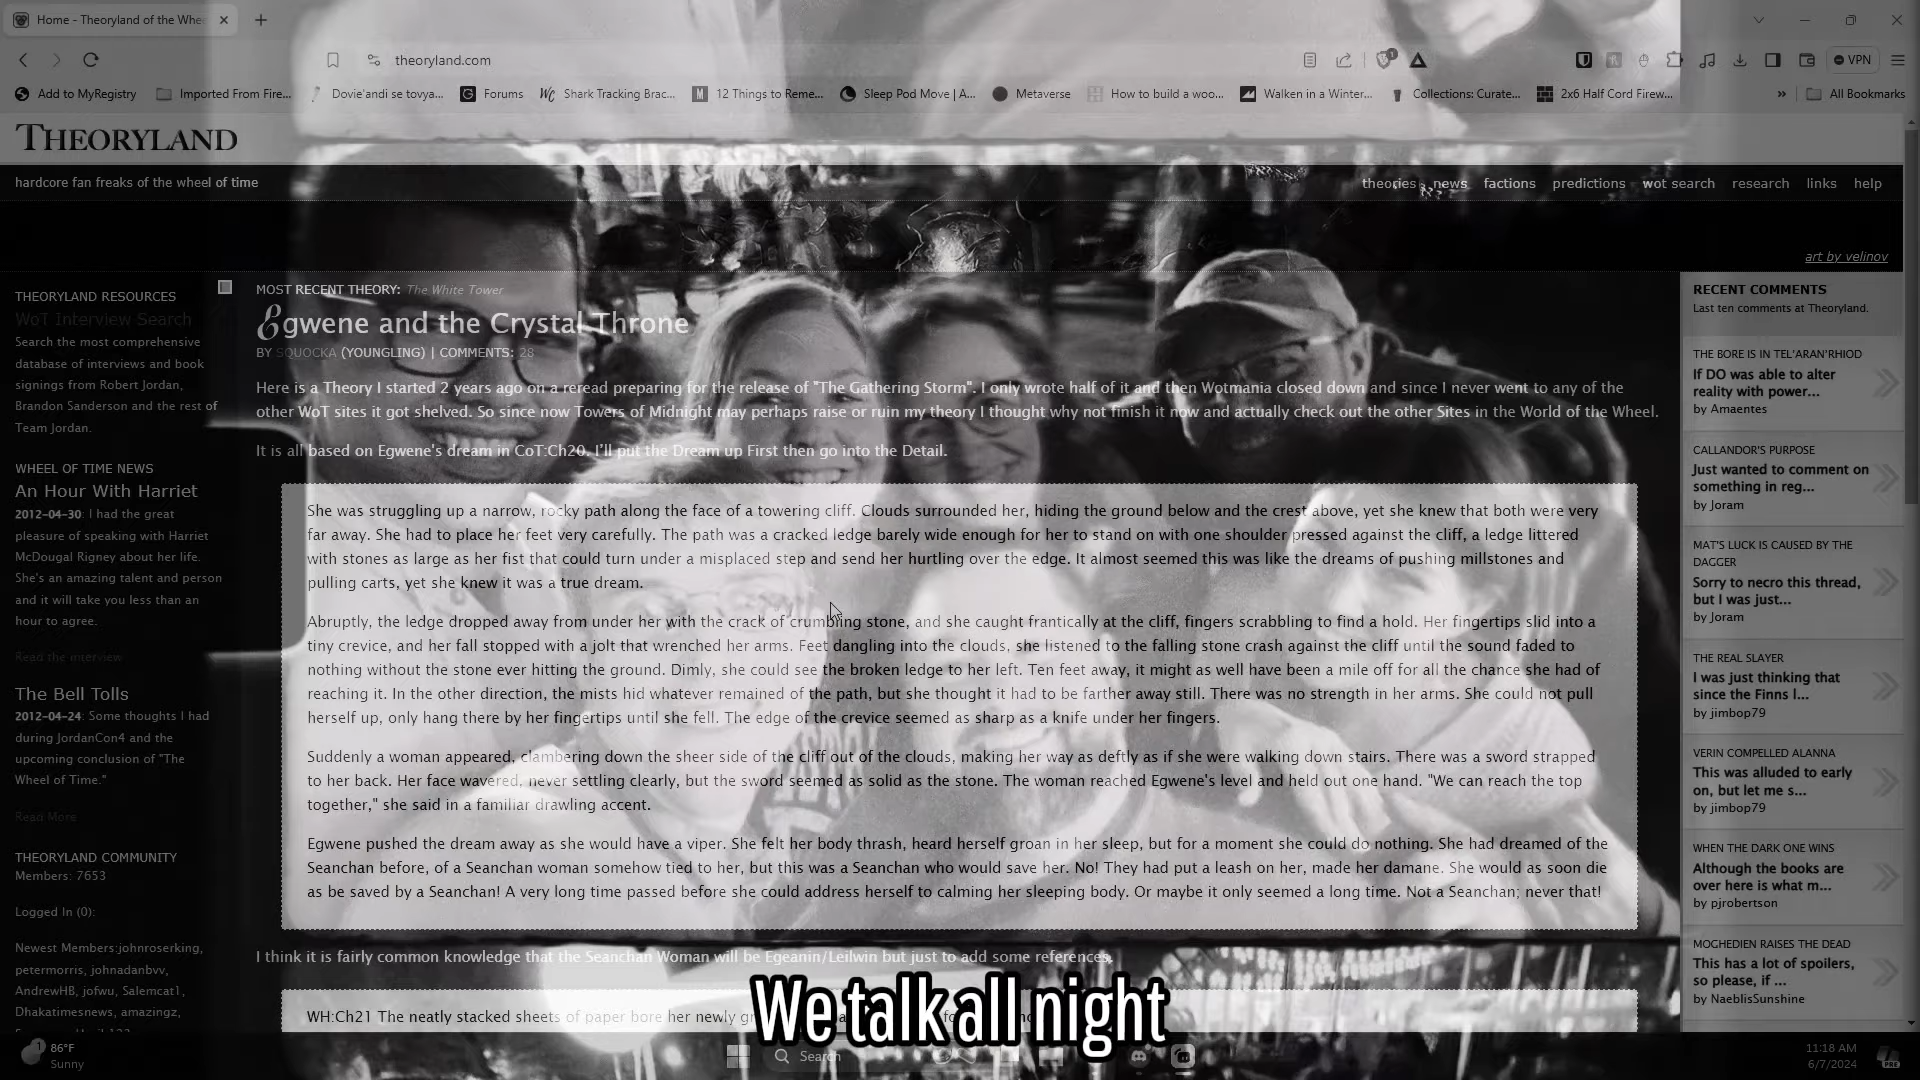 Home - Theoryland of the Whe
theoryland.com
VPN
Add to MyRegistry
Imported From Fire...
Dovie'andi se tovya...
Forums
Shark Tracking Brac...
12 Things to Reme...
Sleep Pod Move | A...
Metaverse
How to build a woo...
Walken in a Winter...
Collections: Curate...
2x6 Half Cord Firew...
All Bookmarks
THEORYLAND
hardcore fan freaks of the wheel of time
theories news factions predictions wot search research links help
art by velinov
THEORYLAND RESOURCES
WoT Interview Search
Search the most comprehensive
database of interviews and book
signings from Robert Jordan,
Brandon Sanderson and the rest of
Team Jordan.
WHEEL OF TIME NEWS
An Hour With Harriet
2012-04-30: I had the great
pleasure of speaking with Harriet
McDougal Rigney about her life.
She's an amazing talent and person
and it will take you less than an
hour to agree.
Read the interview
The Bell Tolls
2012-04-24: Some thoughts I had
during JordanCon4 and the
upcoming conclusion of "The
Wheel of Time."
Read More
THEORYLAND COMMUNITY
Members: 7653
Logged In (0):
Newest Members:johnroserking,
petermorris, johnadanbvv,
AndrewHB, jofwu, Salemcat1,
Dhakatimesnews, amazingz,
MOST RECENT THEORY: The White Tower
Egwene and the Crystal Throne
BY SQUOCKA (YOUNGLING) | COMMENTS: 28
Here is a Theory I started 2 years ago on a reread preparing for the release of "The Gathering Storm". I only wrote half of it and then Wotmania closed down and since I never went to any of the
other WoT sites it got shelved. So since now Towers of Midnight may perhaps raise or ruin my theory I thought why not finish it now and actually check out the other Sites in the World of the Wheel.
It is all based on Egwene's dream in CoT:Ch20. I'll put the Dream up First then go into the Detail.
She was struggling up a narrow, rocky path along the face of a towering cliff. Clouds surrounded her, hiding the ground below and the crest above, yet she knew that both were very
far away. She had to place her feet very carefully. The path was a cracked ledge barely wide enough for her to stand on with one shoulder pressed against the cliff, a ledge littered
with stones as large as her fist that could turn under a misplaced step and send her hurtling over the edge. It almost seemed this was like the dreams of pushing millstones and
pulling carts, yet she knew it was a true dream.
Abruptly, the ledge dropped away from under her with the crack of crumbling stone, and she caught frantically at the cliff, fingers scrabbling to find a hold. Her fingertips slid into a
tiny crevice, and her fall stopped with a jolt that wrenched her arms. Feet dangling into the clouds, she listened to the falling stone crash against the cliff until the sound faded to
nothing without the stone ever hitting the ground. Dimly, she could see the broken ledge to her left. Ten feet away, it might as well have been a mile off for all the chance she had of
reaching it. In the other direction, the mists hid whatever remained of the path, but she thought it had to be farther away still. There was no strength in her arms. She could not pull
herself up, only hang there by her fingertips until she fell. The edge of the crevice seemed as sharp as a knife under her fingers.
Suddenly a woman appeared, clambering down the sheer side of the cliff out of the clouds, making her way as deftly as if she were walking down stairs. There was a sword strapped
to her back. Her face wavered, never settling clearly, but the sword seemed as solid as the stone. The woman reached Egwene's level and held out one hand. "We can reach the top
together," she said in a familiar drawling accent.
Egwene pushed the dream away as she would have a viper. She felt her body thrash, heard herself groan in her sleep, but for a moment she could do nothing. She had dreamed of the
Seanchan before, of a Seanchan woman somehow tied to her, but this was a Seanchan who would save her. No! They had put a leash on her, made her damane. She would as soon die
as be saved by a Seanchan! A very long time passed before she could address herself to calming her sleeping body. Or maybe it only seemed a long time. Not a Seanchan; never that!
I think it is fairly common knowledge that the Seanchan Woman will be Egeanin/Leilwin but just to add some references.
WH:Ch21 The neatly stacked sheets of paper bore her newly
RECENT COMMENTS
Last ten comments at Theoryland.
THE BORE IS IN TEL'ARAN'RHIOD
If DO was able to alter
reality with power...
by Amaentes
CALLANDOR'S PURPOSE
Just wanted to comment on
something in reg...
by Joram
MAT'S LUCK IS CAUSED BY THE
DAGGER
Sorry to necro this thread,
but I was just...
by Joram
THE REAL SLAYER
I was just thinking that
since the Finns I...
by jimbop79
VERIN COMPELLED ALANNA
This was alluded to early
on, but let me s...
by jimbop79
WHEN THE DARK ONE WINS
Although the books are
over here is what m...
by pjrobertson
MOGHEDIEN RAISES THE DEAD
This has a lot of spoilers,
so please, if ...
by NaeblisSunshine
We talk all night
86°F
Sunny
Search
11:18 AM
6/7/2024